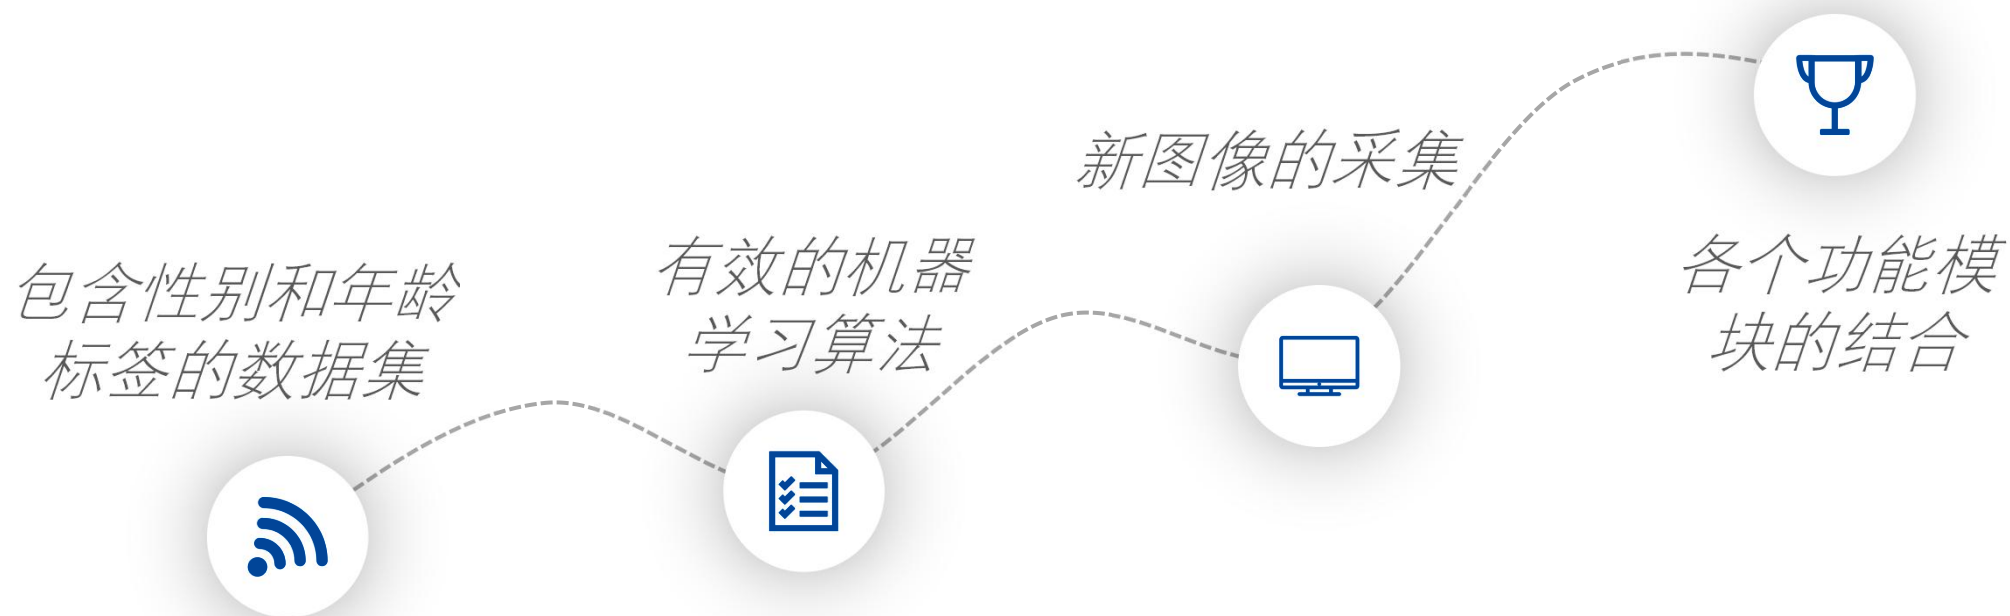 包含性别和年龄
标签的数据集
有效的机器
学习算法
新图像的采集
各个功能模
块的结合